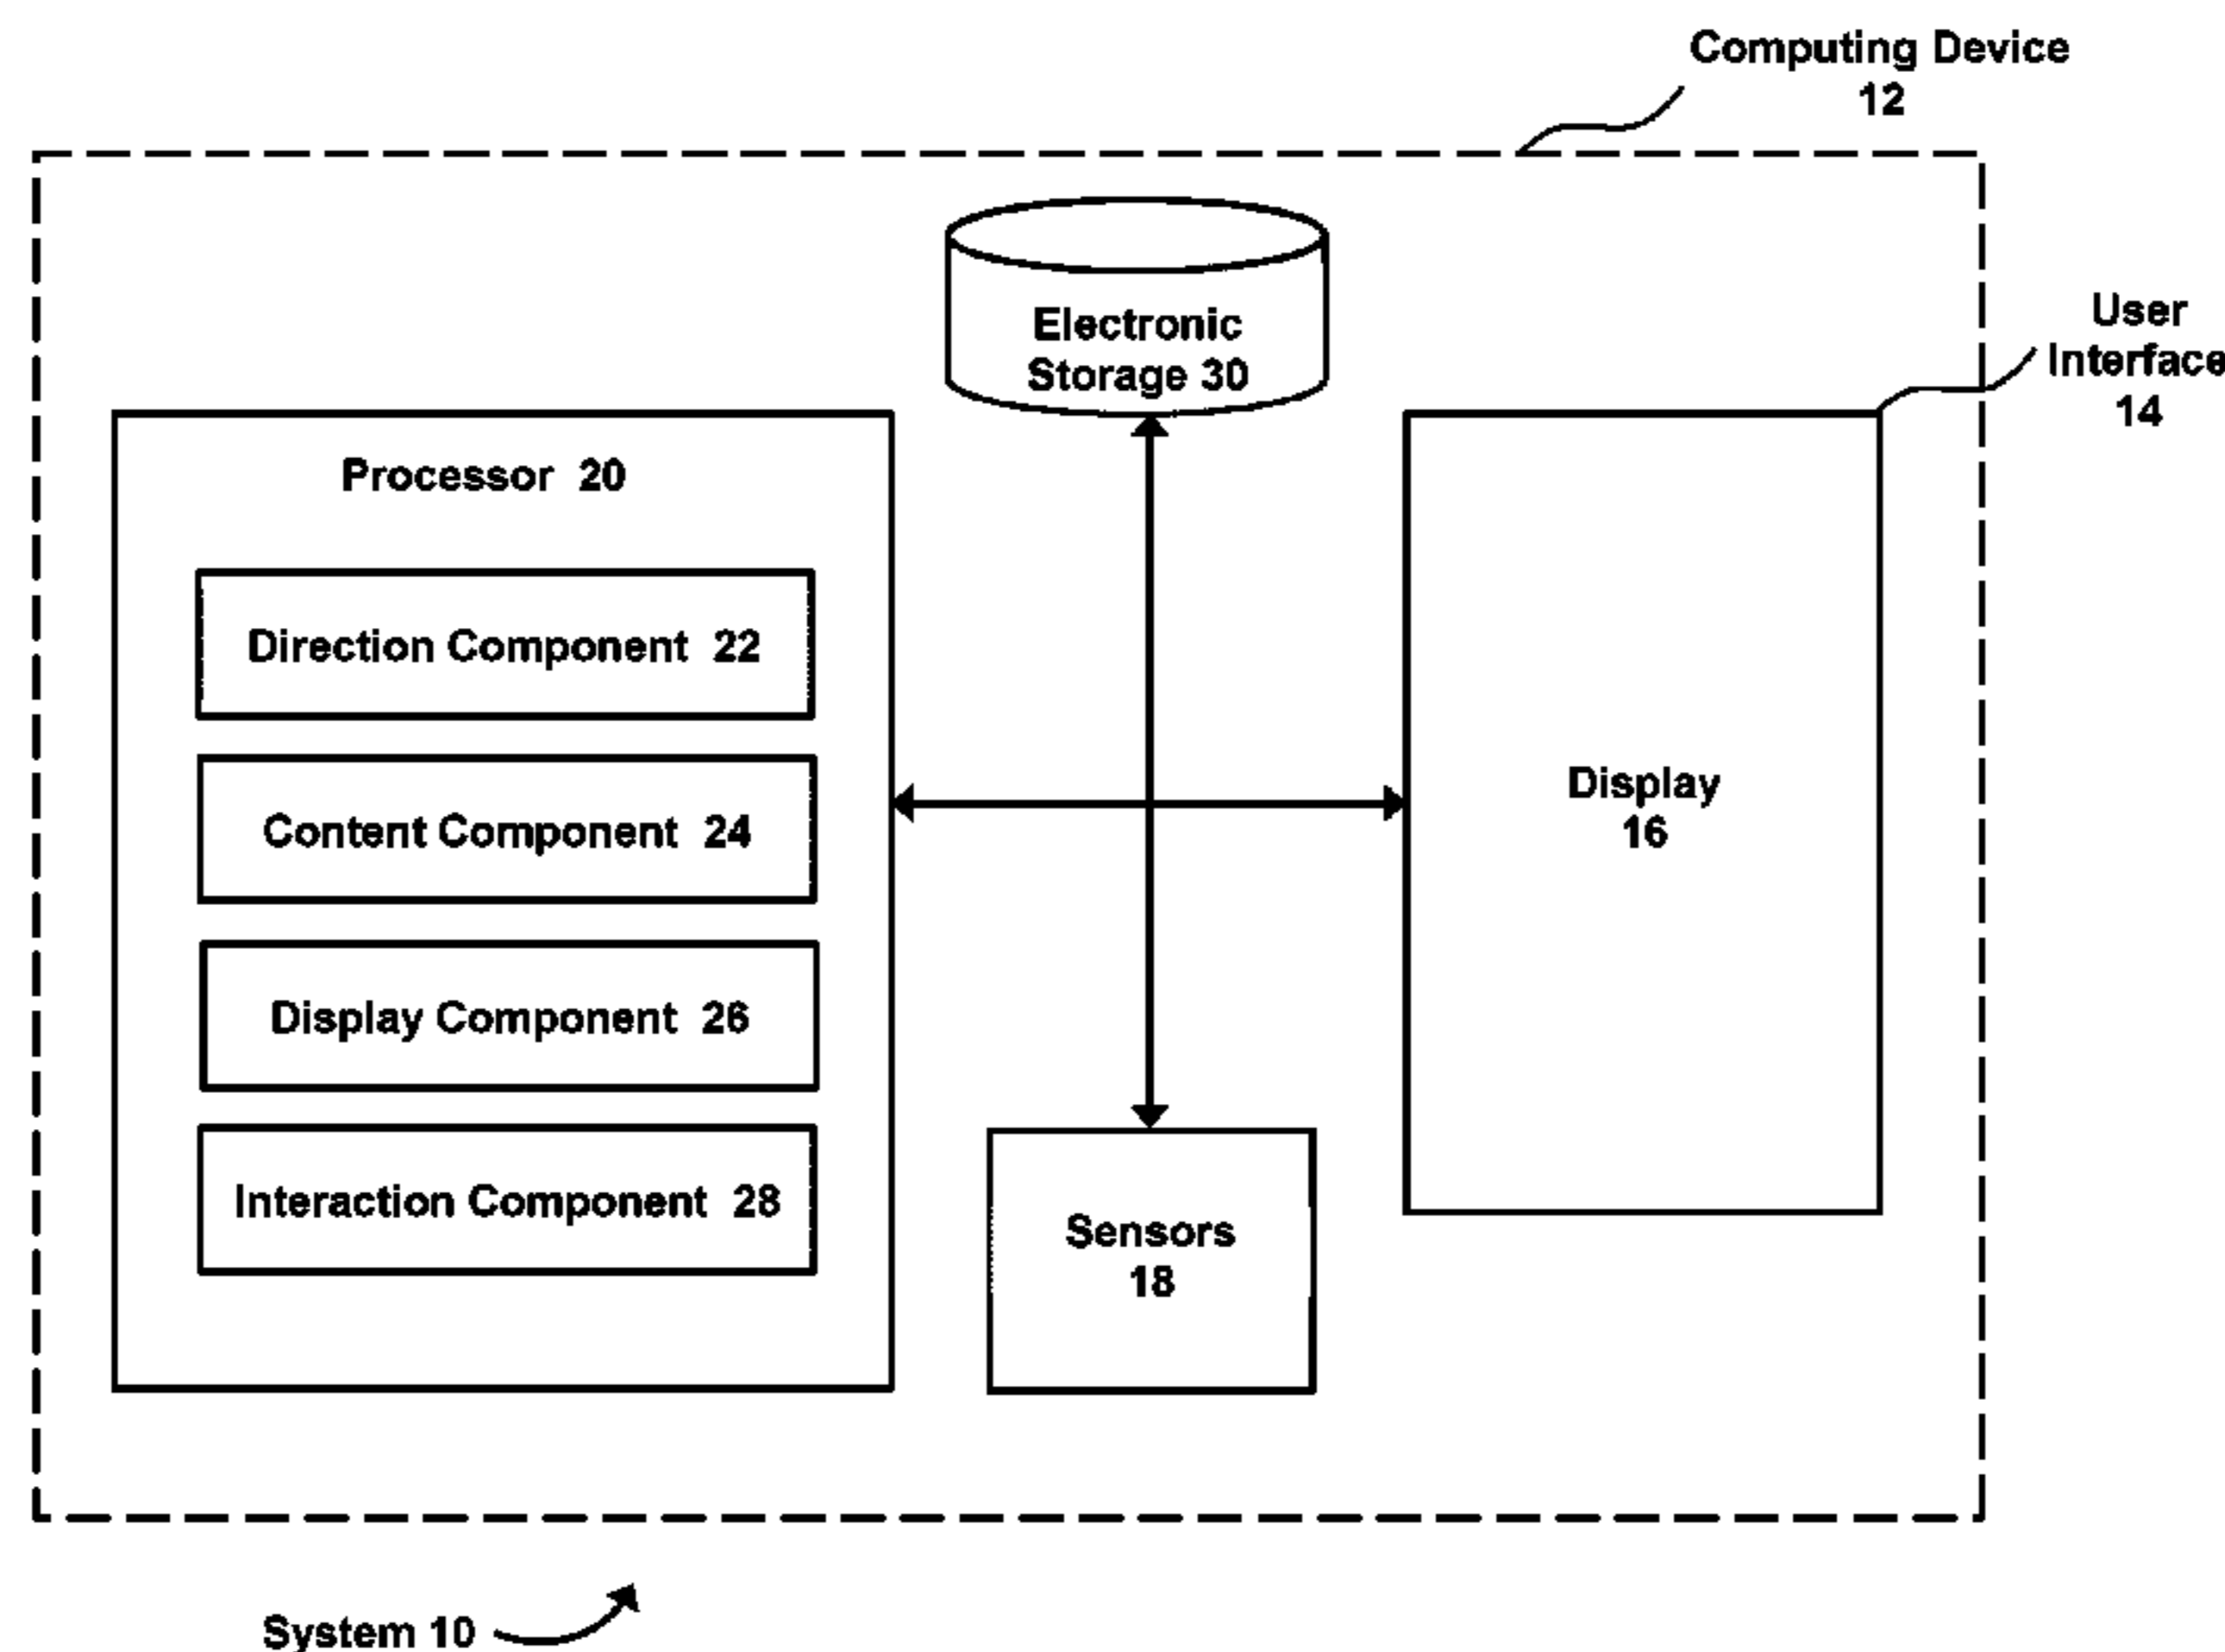 Computing Device
12
User
Interface
14
Electronic
Storage 30
Processor 20
Direction Component 22
Content Component 24
Display Component 26
Interaction Component 28
Display
16
Sensors
18
System 10